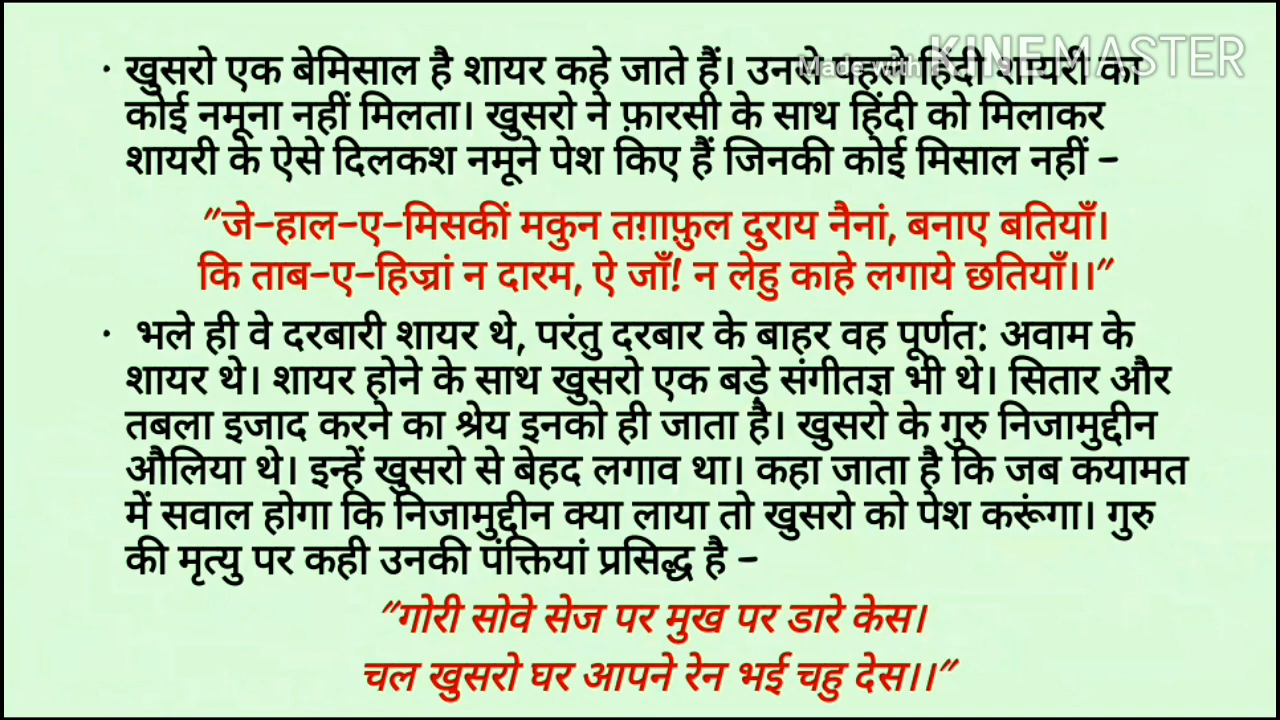 Made with KINEMASTER
· खुसरो एक बेमिसाल है शायर कहे जाते हैं। उनसे पहले हिंदी शायरी का
कोई नमूना नहीं मिलता। खुसरो ने फ़ारसी के साथ हिंदी को मिलाकर
शायरी के ऐसे दिलकश नमूने पेश किए हैं जिनकी कोई मिसाल नहीं –
"जे-हाल-ए-मिसकीं मकुन तग़ाफ़ुल दुराय नैनां, बनाए बतियाँ।
कि ताब-ए-हिज्रां न दारम, ऐ जाँ! न लेहु काहे लगाये छतियाँ।।"
· भले ही वे दरबारी शायर थे, परंतु दरबार के बाहर वह पूर्णत: अवाम के
शायर थे। शायर होने के साथ खुसरो एक बड़े संगीतज्ञ भी थे। सितार और
तबला इजाद करने का श्रेय इनको ही जाता है। खुसरो के गुरु निजामुद्दीन
औलिया थे। इन्हें खुसरो से बेहद लगाव था। कहा जाता है कि जब कयामत
में सवाल होगा कि निजामुद्दीन क्या लाया तो खुसरो को पेश करूंगा। गुरु
की मृत्यु पर कही उनकी पंक्तियां प्रसिद्ध है –
"गोरी सोवे सेज पर मुख पर डारे केस।
चल खुसरो घर आपने रेन भई चहु देस।।"